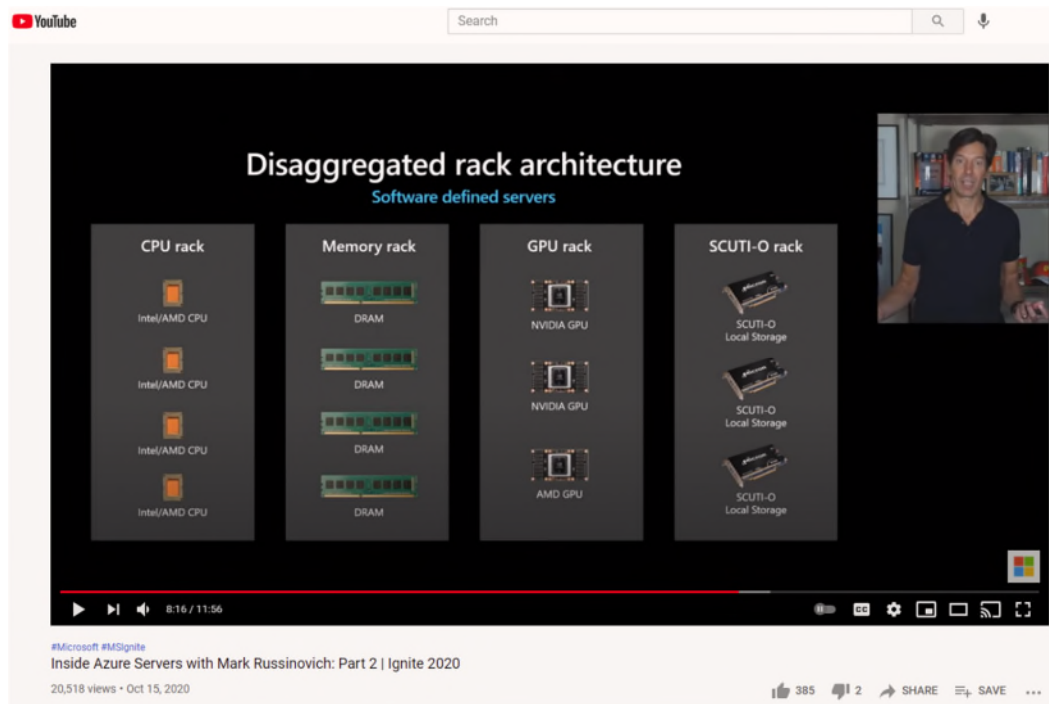 YouTube
Search
Disaggregated rack architecture
Software defined servers
CPU rack
Intel/AMD CPU
Intel/AMD CPU
Intel/AMD CPU
Intel/AMD CPU
Memory rack
DRAM
DRAM
DRAM
DRAM
GPU rack
NVIDIA GPU
NVIDIA GPU
AMD GPU
SCUTI-O rack
SCUTI-O
Local Storage
SCUTI-O
Local Storage
SCUTI-O
Local Storage
8:16 / 11:56
CC
#Microsoft #MSIgnite
Inside Azure Servers with Mark Russinovich: Part 2 | Ignite 2020
20,518 views • Oct 15, 2020
385
2
SHARE
SAVE